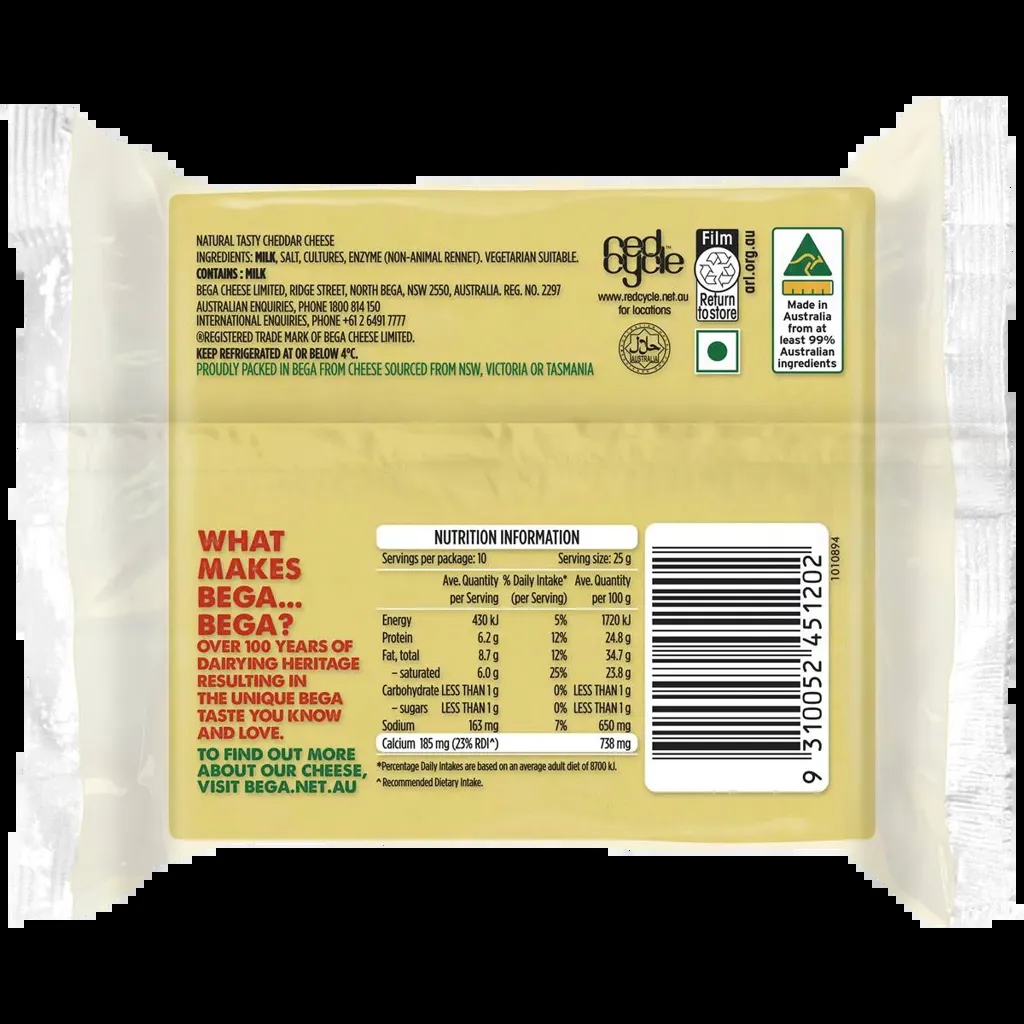 NATURAL TASTY CHEDDAR CHEESE
INGREDIENTS: MILK, SALT, CULTURES, ENZYME (NON-ANIMAL RENNET). VEGETARIAN SUITABLE.
CONTAINS : MILK
BEGA CHEESE LIMITED, RIDGE STREET, NORTH BEGA, NSW 2550, AUSTRALIA. REG. NO. 2297
AUSTRALIAN ENQUIRIES, PHONE 1800 814 150
INTERNATIONAL ENQUIRIES, PHONE +61 2 6491 7777
®REGISTERED TRADE MARK OF BEGA CHEESE LIMITED.
KEEP REFRIGERATED AT OR BELOW 4°C.
PROUDLY PACKED IN BEGA FROM CHEESE SOURCED FROM NSW, VICTORIA OR TASMANIA
red
cycle™
www.redcycle.net.au
for locations
Film
Return
to store
arl.org.au
حلال
AUSTRALIA
Made in
Australia
from at
least 99%
Australian
ingredients
WHAT
MAKES
BEGA...
BEGA?
OVER 100 YEARS OF
DAIRYING HERITAGE
RESULTING IN
THE UNIQUE BEGA
TASTE YOU KNOW
AND LOVE.
TO FIND OUT MORE
ABOUT OUR CHEESE,
VISIT BEGA.NET.AU
NUTRITION INFORMATION
Servings per package: 10 Serving size: 25 g
Ave. Quantity % Daily Intake* Ave. Quantity
per Serving (per Serving) per 100 g
Energy 430 kJ 5% 1720 kJ
Protein 6.2 g 12% 24.8 g
Fat, total 8.7 g 12% 34.7 g
– saturated 6.0 g 25% 23.8 g
Carbohydrate LESS THAN 1 g 0% LESS THAN 1 g
– sugars LESS THAN 1 g 0% LESS THAN 1 g
Sodium 163 mg 7% 650 mg
Calcium 185 mg (23% RDI^) 738 mg
*Percentage Daily Intakes are based on an average adult diet of 8700 kJ.
^ Recommended Dietary Intake.
9 310052 451202
1010894